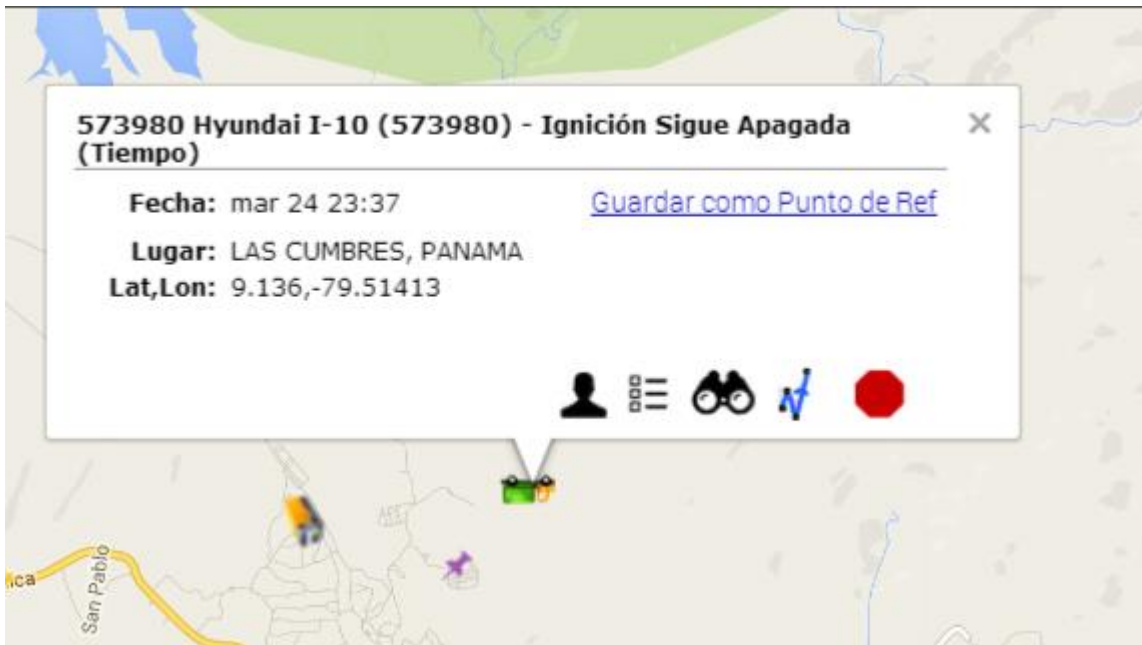 573980 Hyundai I-10 (573980) - Ignición Sigue Apagada
(Tiempo)
Fecha: mar 24 23:37
Guardar como Punto de Ref
Lugar: LAS CUMBRES, PANAMA
Lat,Lon: 9.136,-79.51413
ica
San Pablo